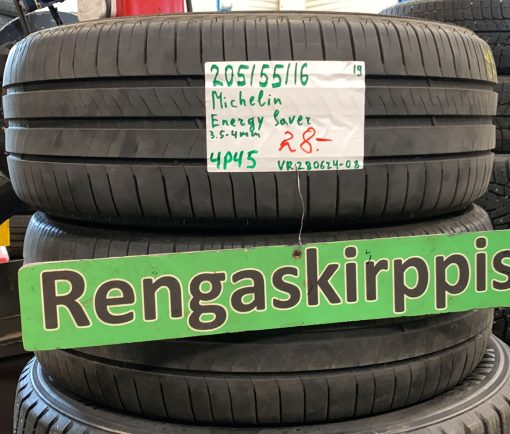 205/55/16 19
Michelin
Energy Saver
3.5-4mm 28.-
4P45 VR280624-08
Rengaskirppis